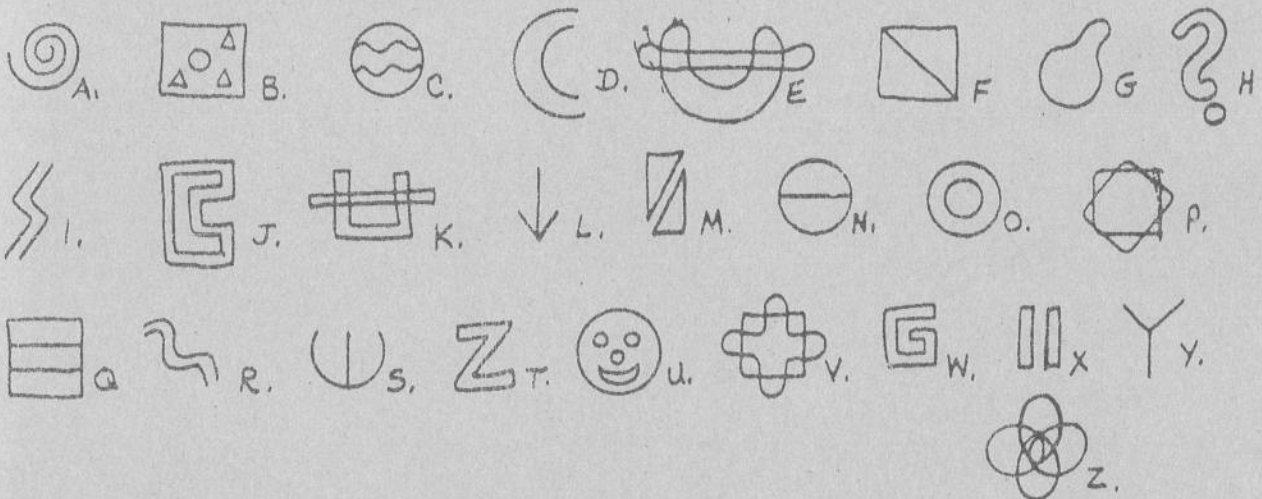 A. B. C. D. E F G H
I. J. K. L. M. N. O. P.
Q R. S. T. U. V. W. X Y.
Z.